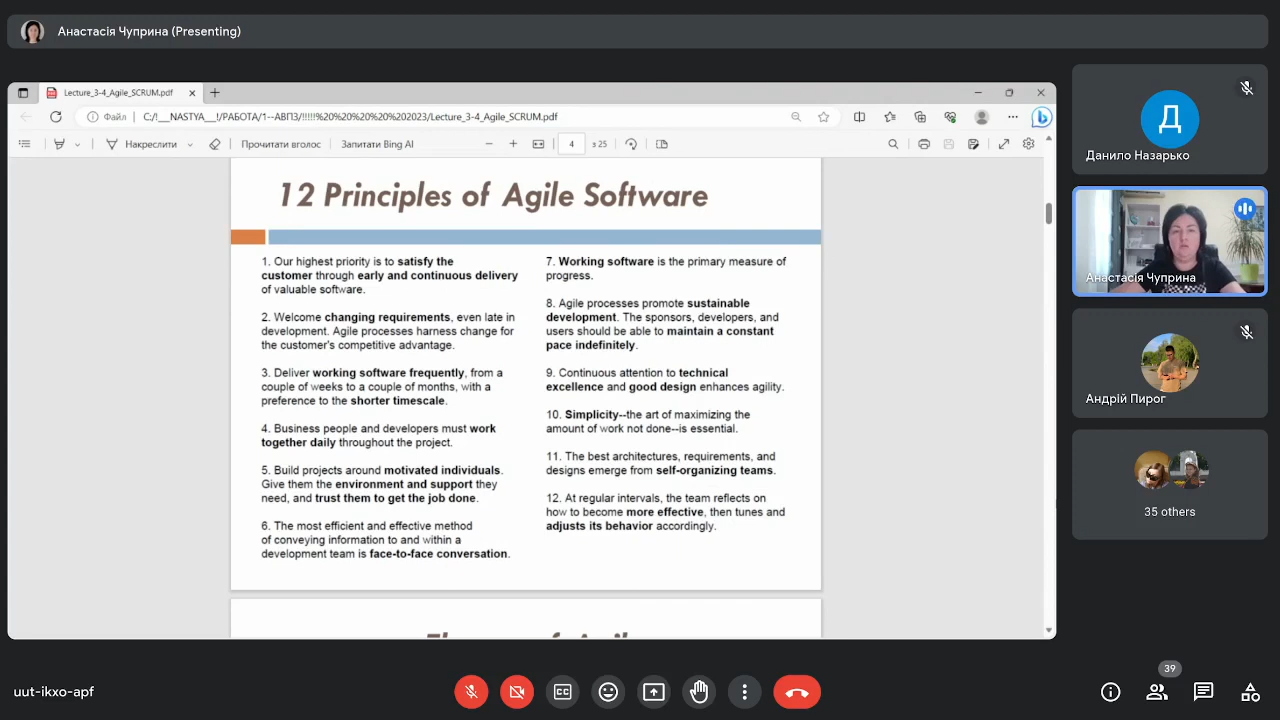 Анастасія Чуприна (Presenting)
Lecture_3-4_Agile_SCRUM.pdf
Файл
C:/!___NASTYA__!/РАБОТА/1--АВПЗ/!!!!!!%20%20%20%20%202023/Lecture_3-4_Agile_SCRUM.pdf
Накреслити
Прочитати вголос
Запитати Bing AI
4
з 25
12 Principles of Agile Software
1. Our highest priority is to satisfy the
customer through early and continuous delivery
of valuable software.
2. Welcome changing requirements, even late in
development. Agile processes harness change for
the customer's competitive advantage.
3. Deliver working software frequently, from a
couple of weeks to a couple of months, with a
preference to the shorter timescale.
4. Business people and developers must work
together daily throughout the project.
5. Build projects around motivated individuals.
Give them the environment and support they
need, and trust them to get the job done.
6. The most efficient and effective method
of conveying information to and within a
development team is face-to-face conversation.
7. Working software is the primary measure of
progress.
8. Agile processes promote sustainable
development. The sponsors, developers, and
users should be able to maintain a constant
pace indefinitely.
9. Continuous attention to technical
excellence and good design enhances agility.
10. Simplicity--the art of maximizing the
amount of work not done--is essential.
11. The best architectures, requirements, and
designs emerge from self-organizing teams.
12. At regular intervals, the team reflects on
how to become more effective, then tunes and
adjusts its behavior accordingly.
Д
Данило Назарько
Анастасія Чуприна
Андрій Пирог
35 others
uut-ikxo-apf
CC
39